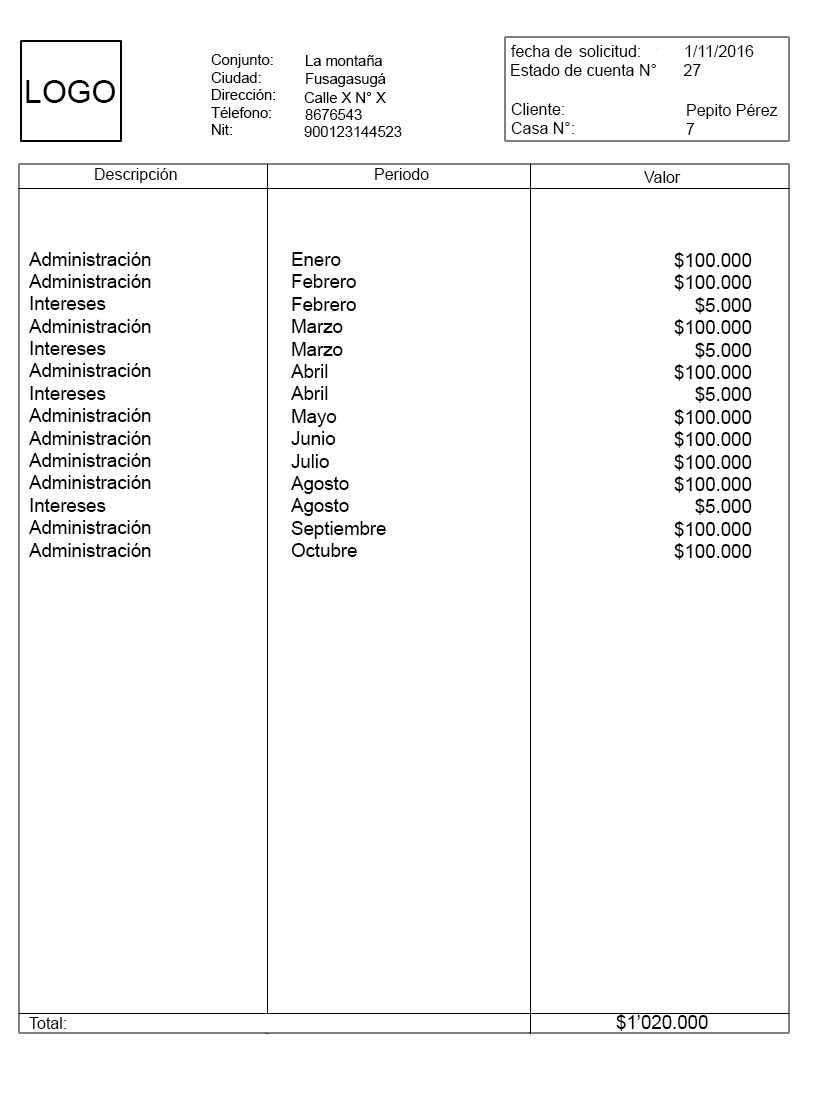 LOGO
Conjunto: La montaña
Ciudad: Fusagasugá
Dirección: Calle X N° X
Télefono: 8676543
Nit: 900123144523
fecha de solicitud: 1/11/2016
Estado de cuenta N° 27
Cliente: Pepito Pérez
Casa N°: 7
Descripción Periodo Valor
Administración Enero $100.000
Administración Febrero $100.000
Intereses Febrero $5.000
Administración Marzo $100.000
Intereses Marzo $5.000
Administración Abril $100.000
Intereses Abril $5.000
Administración Mayo $100.000
Administración Junio $100.000
Administración Julio $100.000
Administración Agosto $100.000
Intereses Agosto $5.000
Administración Septiembre $100.000
Administración Octubre $100.000
Total: $1'020.000